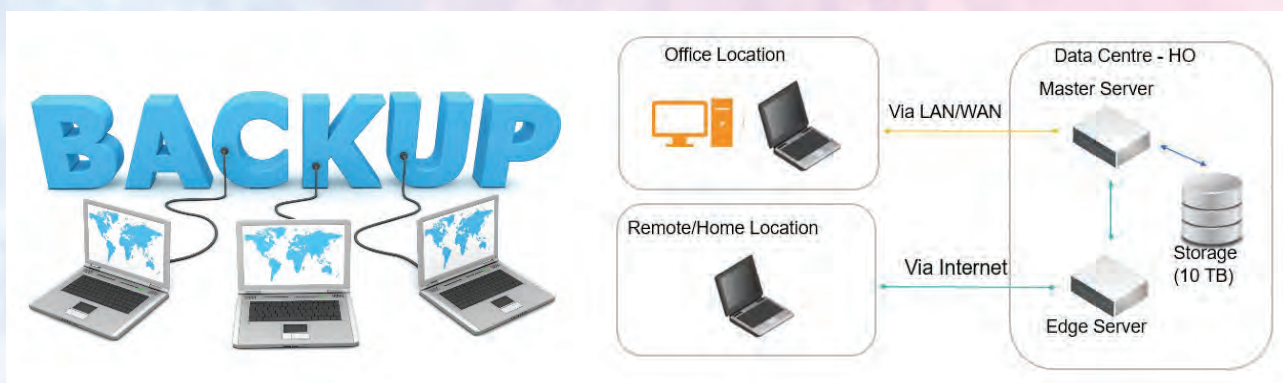 BACKUP
Office Location
Via LAN/WAN
Remote/Home Location
Via Internet
Data Centre - HO
Master Server
Storage
(10 TB)
Edge Server